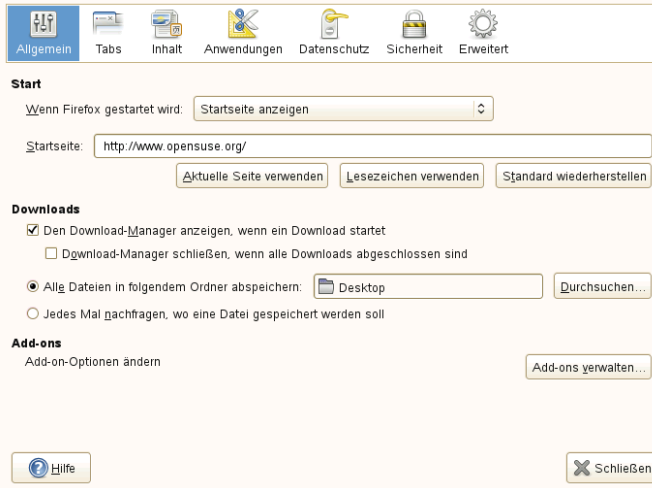 Allgemein Tabs Inhalt Anwendungen Datenschutz Sicherheit Erweitert
Start
Wenn Firefox gestartet wird: Startseite anzeigen
Startseite: http://www.opensuse.org/
Aktuelle Seite verwenden Lesezeichen verwenden Standard wiederherstellen
Downloads
Den Download-Manager anzeigen, wenn ein Download startet
Download-Manager schließen, wenn alle Downloads abgeschlossen sind
Alle Dateien in folgendem Ordner abspeichern: Desktop Durchsuchen...
Jedes Mal nachfragen, wo eine Datei gespeichert werden soll
Add-ons
Add-on-Optionen ändern
Add-ons verwalten...
Hilfe Schließen